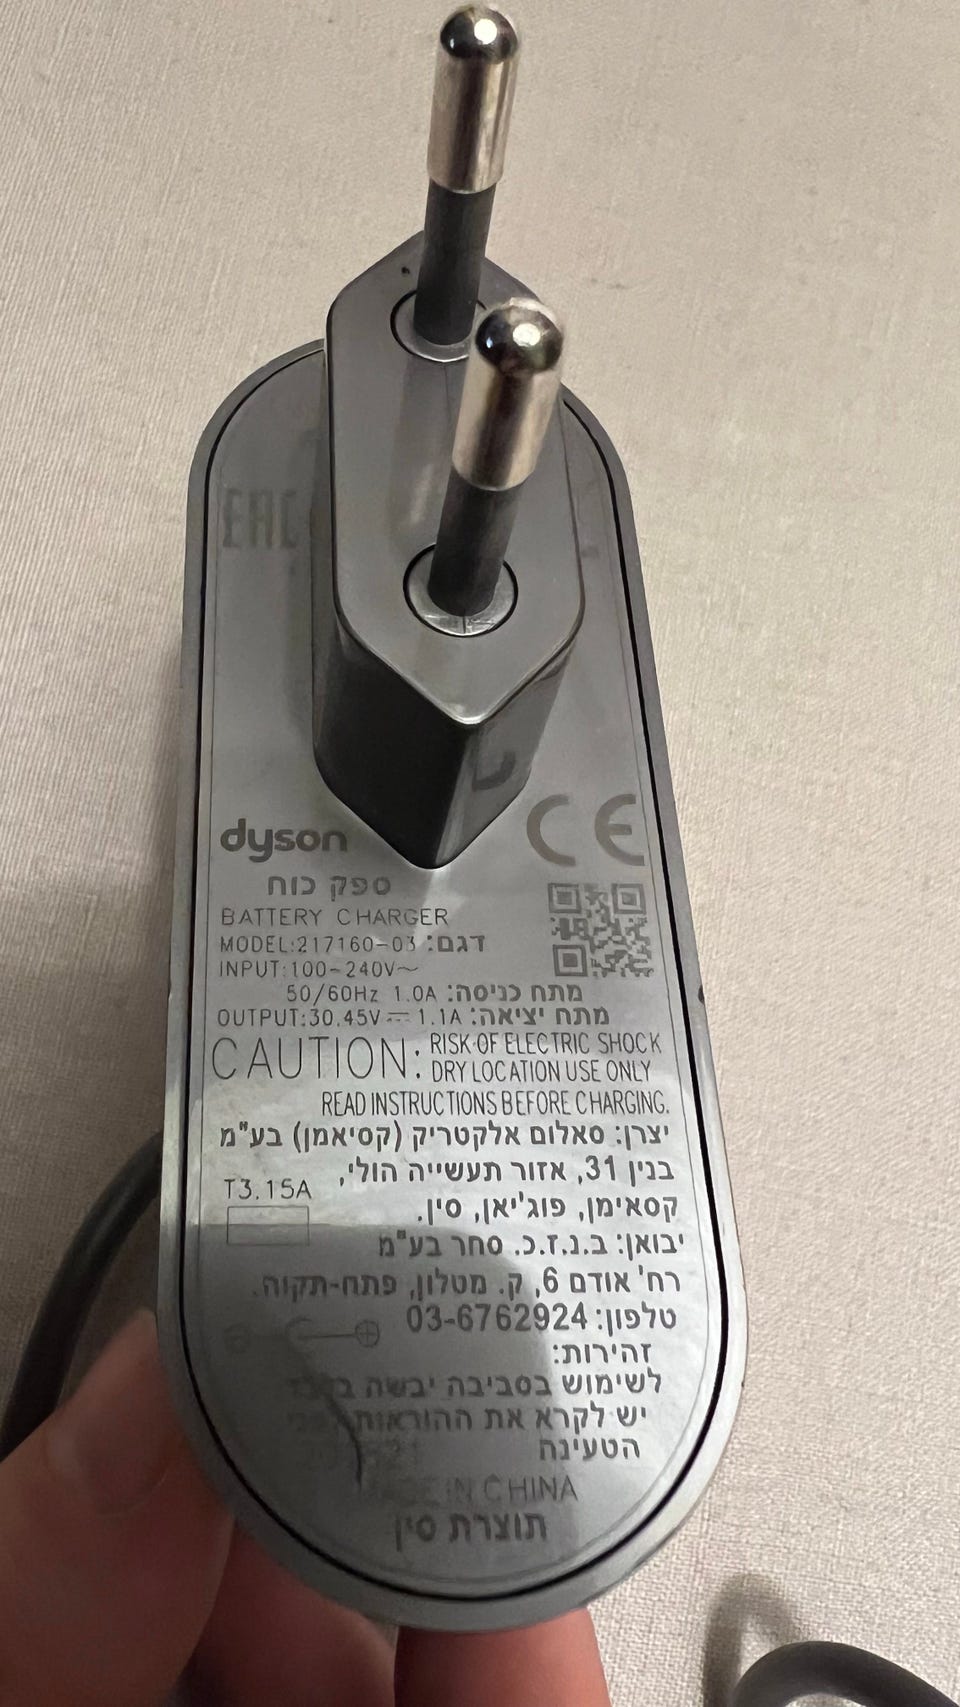 EAC
dyson
CE
ספק כוח
BATTERY CHARGER
MODEL:217160-03 דגם:
INPUT:100-240V~
50/60Hz 1.0A מתח כניסה:
OUTPUT:30.45V⎓1.1A מתח יציאה:
CAUTION: RISK OF ELECTRIC SHOCK
DRY LOCATION USE ONLY
READ INSTRUCTIONS BEFORE CHARGING.
יצרן: סאלום אלקטריק (קסיאמן) בע"מ
בנין 31, אזור תעשייה הולי,
T3.15A
קסאימן, פוג'יאן, סין.
יבואן: ב.נ.ז.כ. סחר בע"מ
רח' אודם 6, ק. מטלון, פתח-תקוה.
טלפון: 03-6762924
זהירות:
לשימוש בסביבה יבשה
יש לקרא את ההוראות
הטעינה
IN CHINA
תוצרת סין